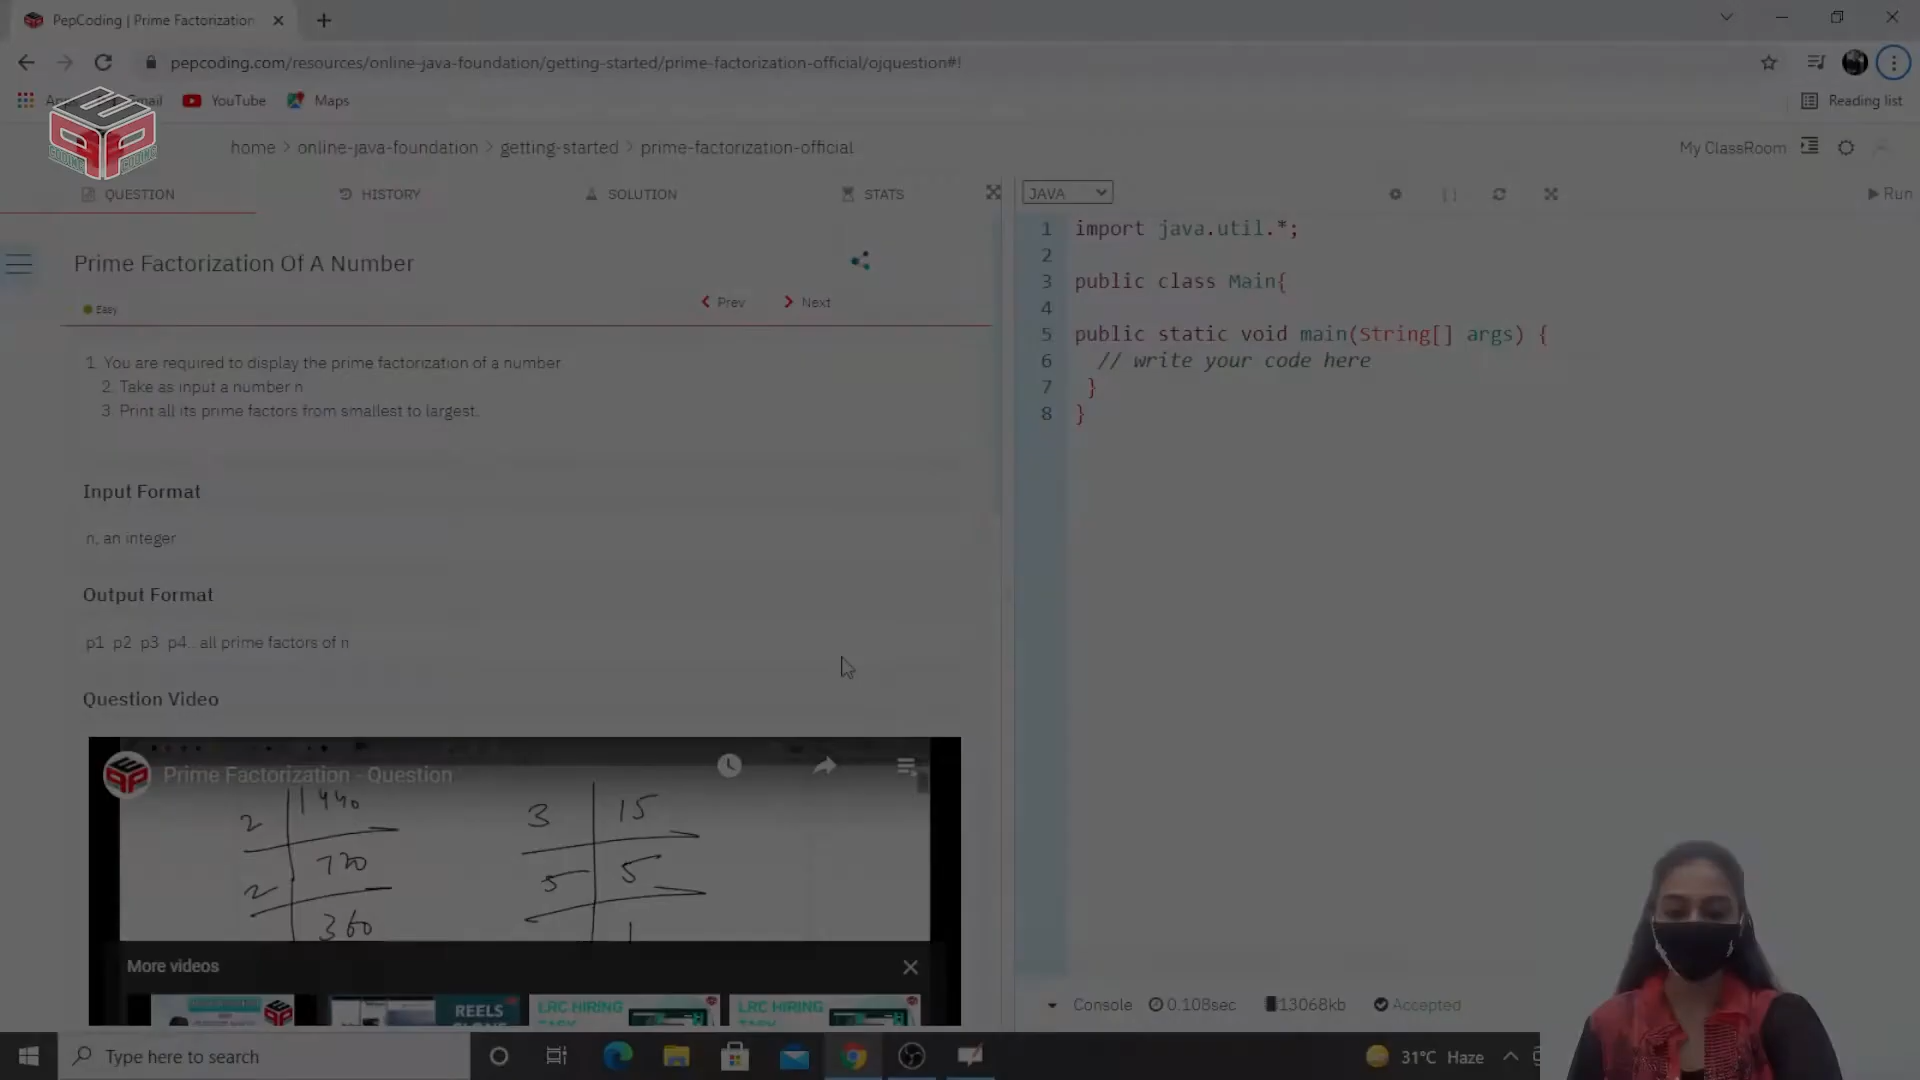 PepCoding | Prime Factorization
pepcoding.com/resources/online-java-foundation/getting-started/prime-factorization-official/ojquestion#!
YouTube
Maps
Reading list
home > online-java-foundation > getting-started > prime-factorization-official
My ClassRoom
QUESTION
HISTORY
SOLUTION
STATS
JAVA
Run
Prime Factorization Of A Number
Easy
Prev
Next
1. You are required to display the prime factorization of a number.
2. Take as input a number n.
3. Print all its prime factors from smallest to largest.
Input Format
n, an integer
Output Format
p1 p2 p3 p4.. all prime factors of n
Question Video
Prime Factorization - Question
2 1440
2 720
360
3 15
5 5
1
More videos
REELS
LRC HIRING
LRC HIRING
1 import java.util.*;
2
3 public class Main{
4
5 public static void main(String[] args) {
6 // write your code here
7 }
8 }
Console 0.108sec 13068kb Accepted
Type here to search
31°C Haze